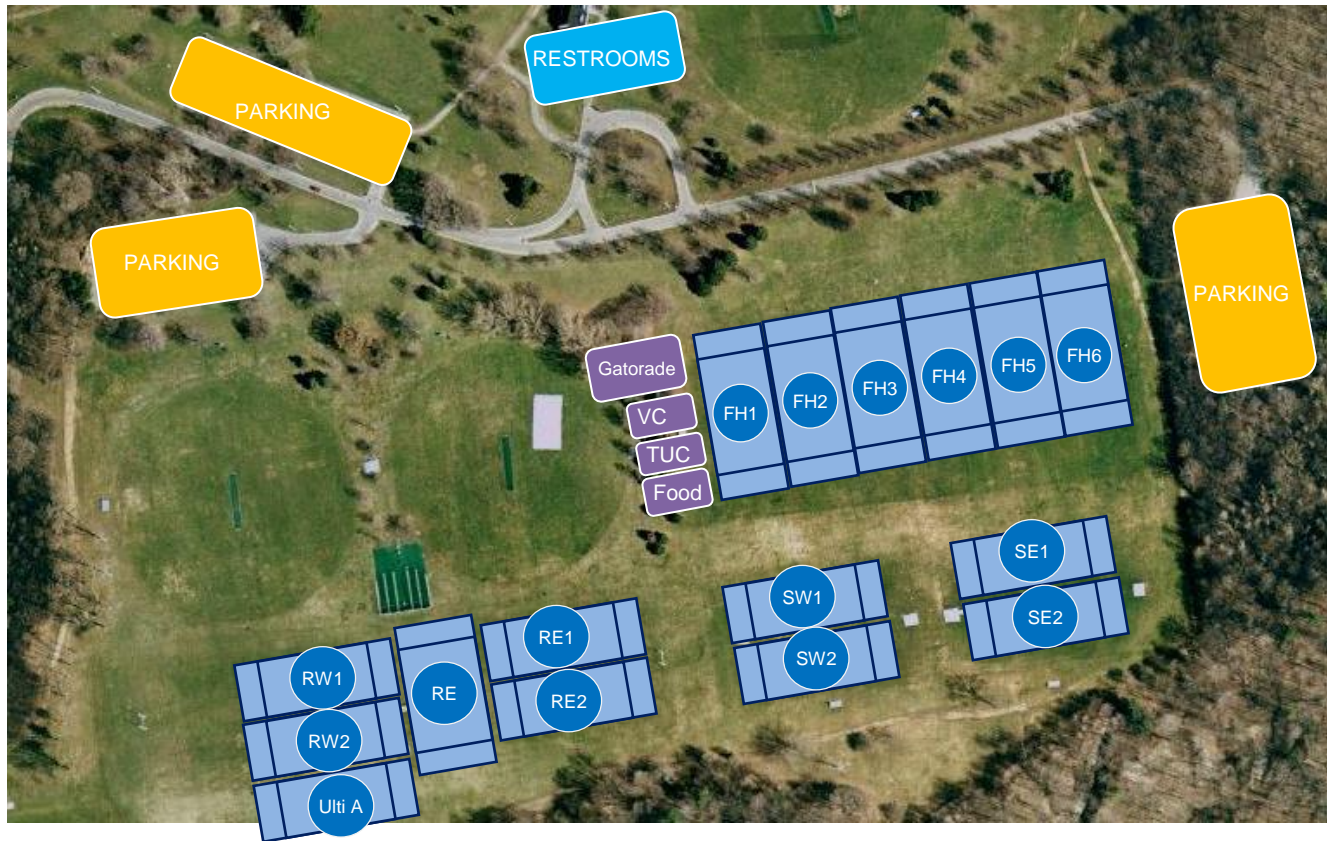 RESTROOMS
PARKING
PARKING
PARKING
Gatorade
VC
TUC
Food
FH1
FH2
FH3
FH4
FH5
FH6
SE1
SE2
SW1
SW2
RE1
RE2
RE
RW1
RW2
Ulti A